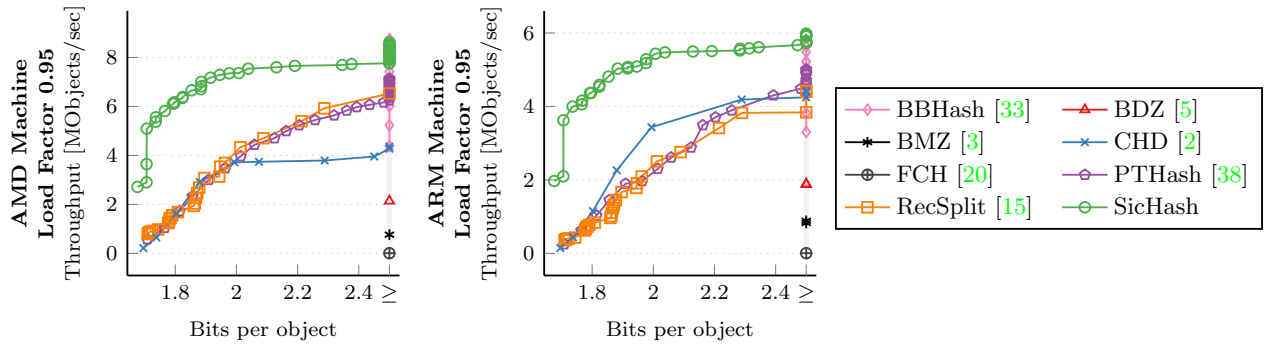 AMD Machine
Load Factor 0.95
Throughput [MObjects/sec]
8
6
4
2
0
1.8
2
2.2
2.4
≥
Bits per object
ARM Machine
Load Factor 0.95
Throughput [MObjects/sec]
6
4
2
0
1.8
2
2.2
2.4
≥
Bits per object
BBHash [33]
BDZ [5]
BMZ [3]
CHD [2]
FCH [20]
PTHash [38]
RecSplit [15]
SicHash